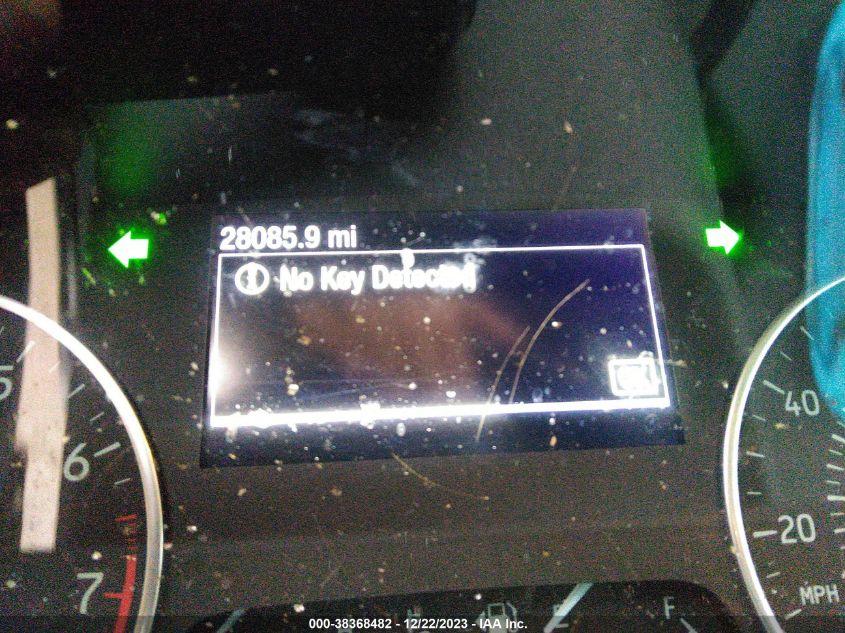 28085.9 mi
No Key Detected
OK
5
6
7
40
20
MPH
H
E
F
000-38368482 - 12/22/2023 - IAA Inc.